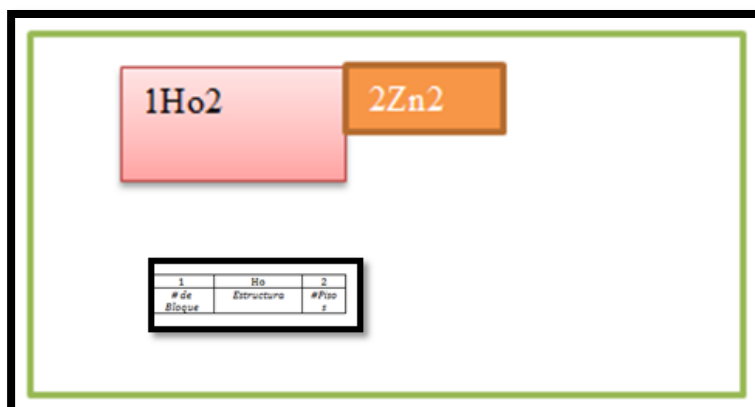 1Ho2
2Zn2
1 Ho 2
# de Estructura #Piso
Bloque s